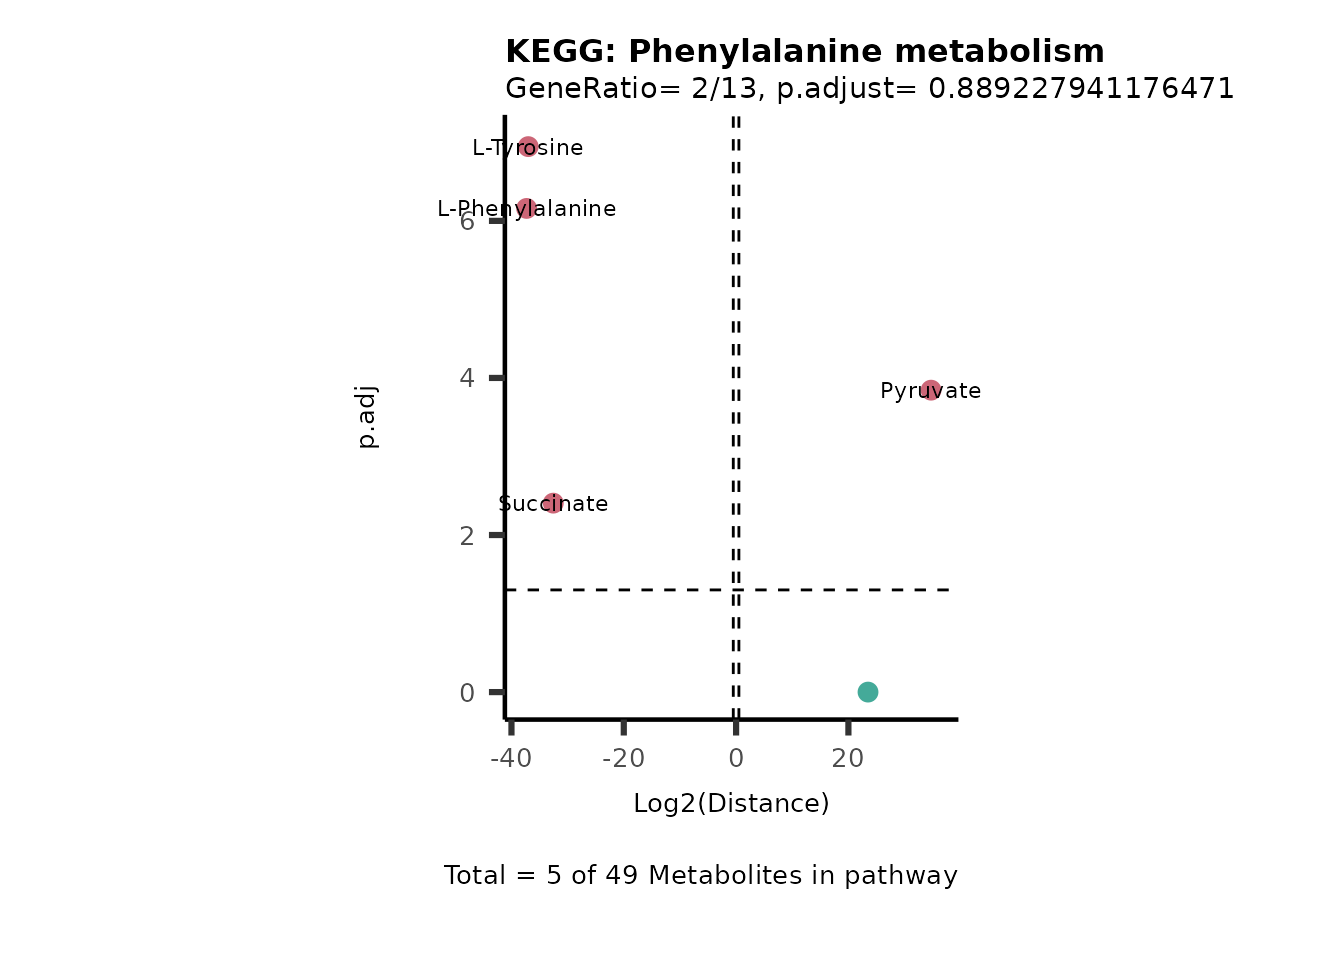 KEGG: Phenylalanine metabolism
GeneRatio= 2/13, p.adjust= 0.889227941176471
L-Tyrosine
L-Phenylalanine
6
4
Pyruvate
p.adj
Succinate
2
0
-40 -20 0 20
Log2(Distance)
Total = 5 of 49 Metabolites in pathway